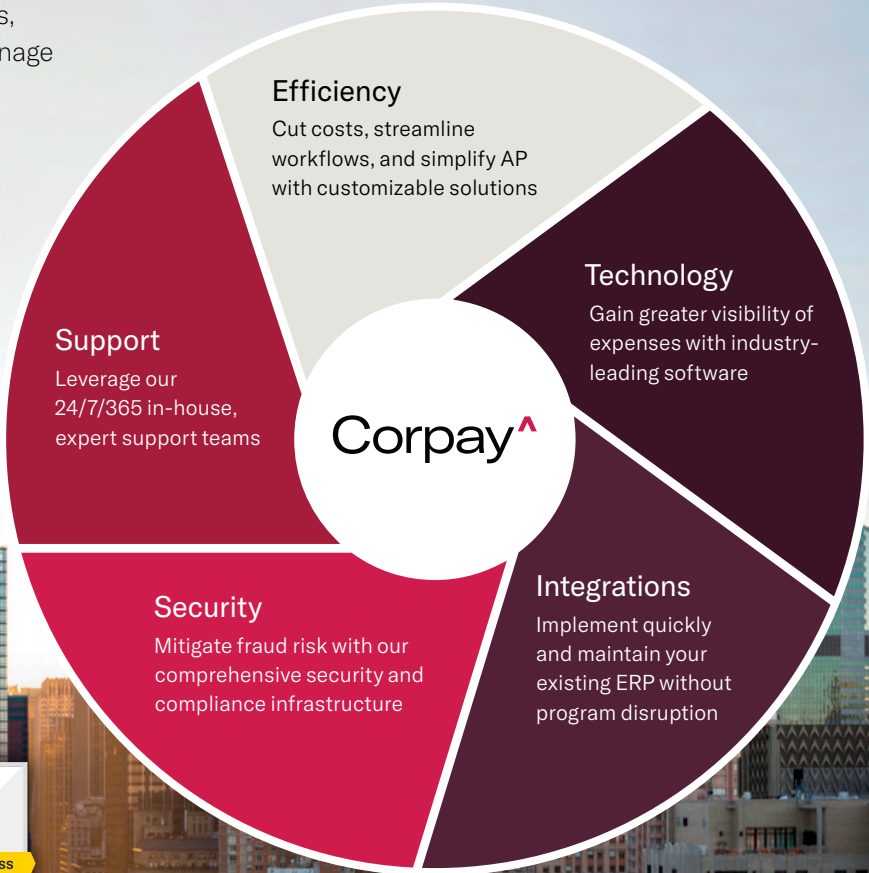 s,
nage
Efficiency
Cut costs, streamline
workflows, and simplify AP
with customizable solutions
Technology
Gain greater visibility of
expenses with industry-
leading software
Support
Leverage our
24/7/365 in-house,
expert support teams
Corpay^
Integrations
Implement quickly
and maintain your
existing ERP without
program disruption
Security
Mitigate fraud risk with our
comprehensive security and
compliance infrastructure
ss